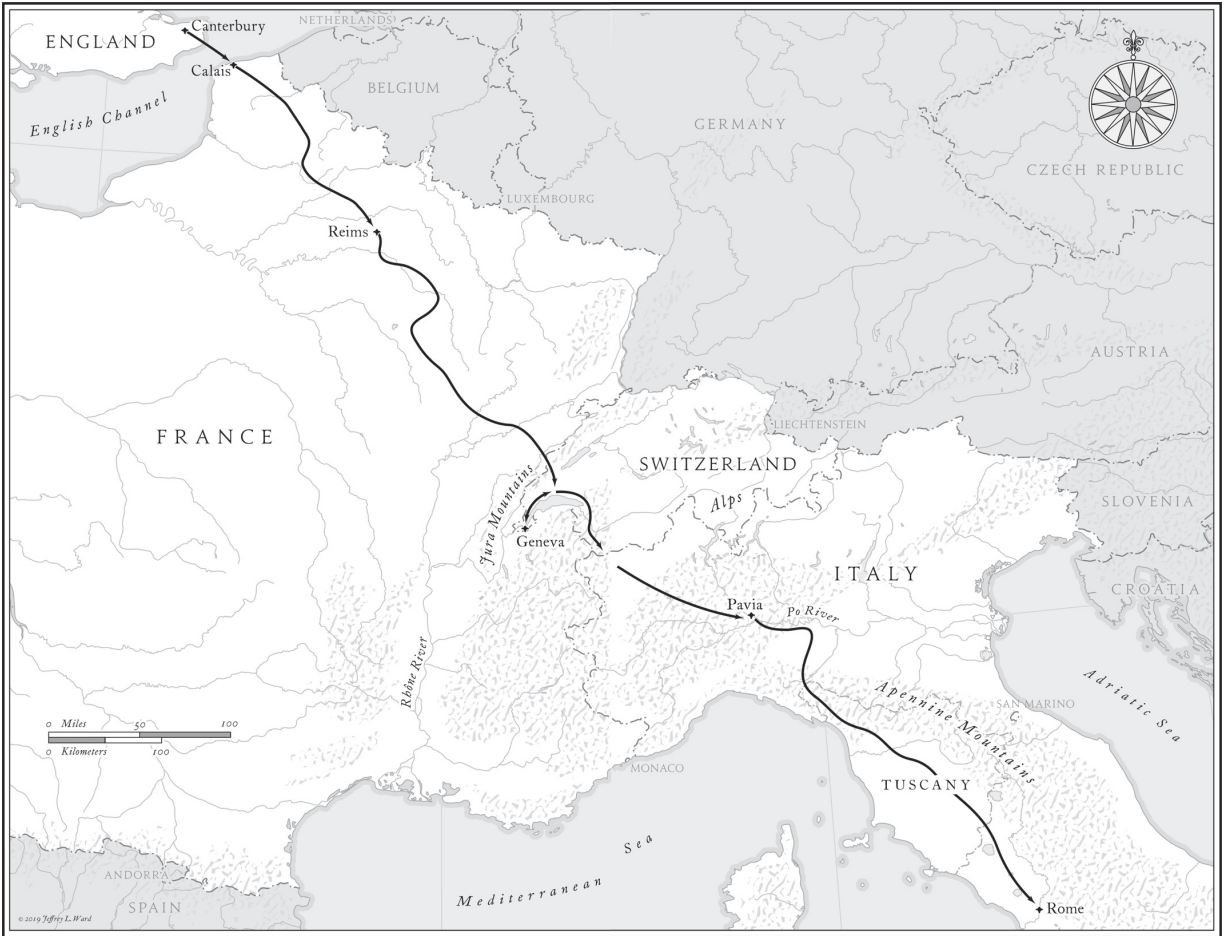 NETHERLANDS
Canterbury
ENGLAND
Calais
BELGIUM
English Channel
GERMANY
CZECH REPUBLIC
LUXEMBOURG
Reims
AUSTRIA
LIECHTENSTEIN
FRANCE
SWITZERLAND
Jura Mountains
Alps
SLOVENIA
Geneva
ITALY
CROATIA
Pavia
Po River
Rhône River
Adriatic Sea
Apennine Mountains
SAN MARINO
0 Miles 50 100
0 Kilometers 100
MONACO
TUSCANY
Mediterranean Sea
ANDORRA
SPAIN
Rome
© 2019 Jeffrey L. Ward